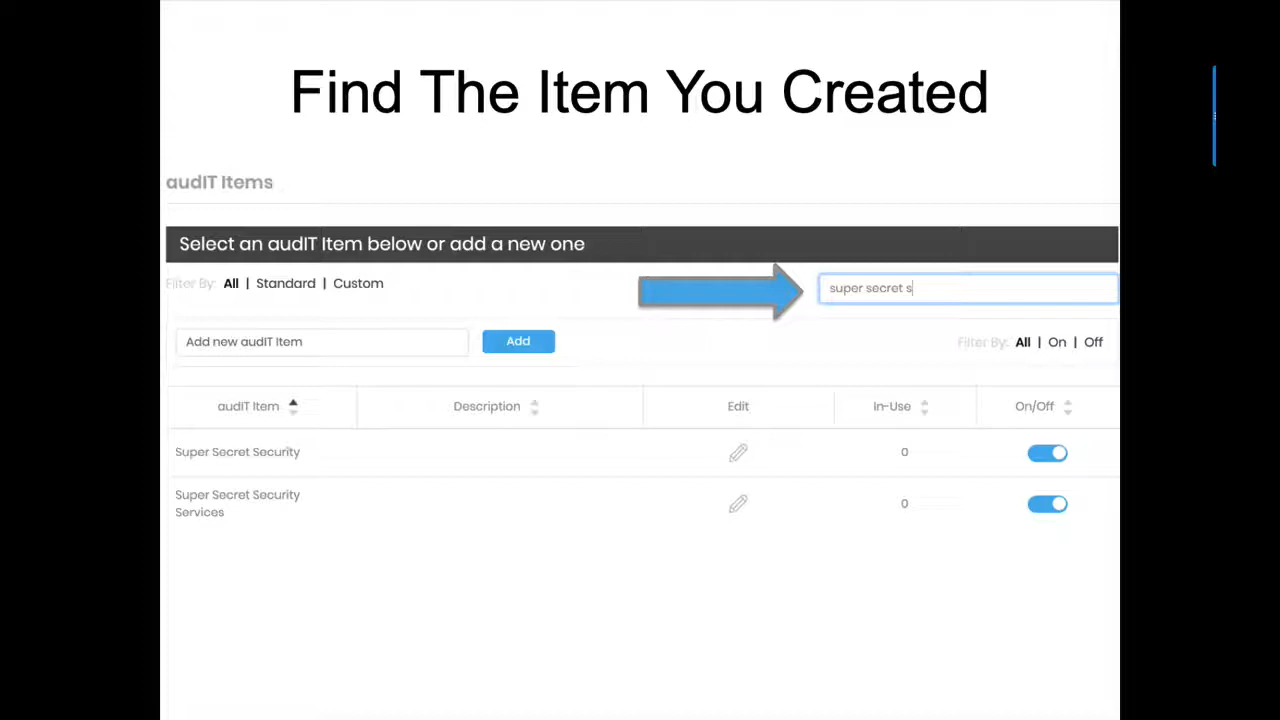 Find The Item You Created
audIT Items
Select an audIT Item below or add a new one
Filter By: All | Standard | Custom
super secret s
Add new audIT Item
Add
Filter By: All | On | Off
audIT Item
Description
Edit
In-Use
On/Off
Super Secret Security
0
Super Secret Security
Services
0